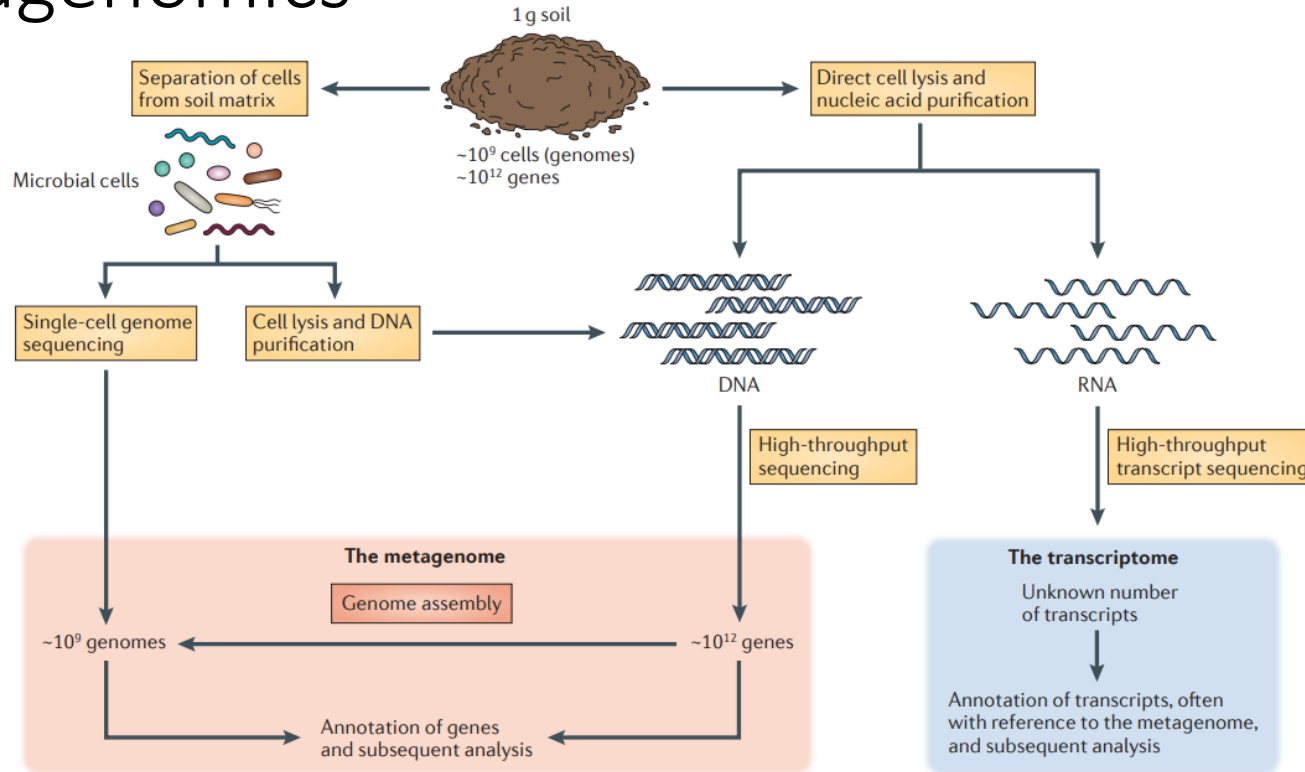 1 g soil
Separation of cells
from soil matrix
Direct cell lysis and
nucleic acid purification
~10⁹ cells (genomes)
~10¹² genes
Microbial cells
Single-cell genome
sequencing
Cell lysis and DNA
purification
DNA
RNA
High-throughput
sequencing
High-throughput
transcript sequencing
The metagenome
Genome assembly
~10⁹ genomes
~10¹² genes
Annotation of genes
and subsequent analysis
The transcriptome
Unknown number
of transcripts
Annotation of transcripts, often
with reference to the metagenome,
and subsequent analysis